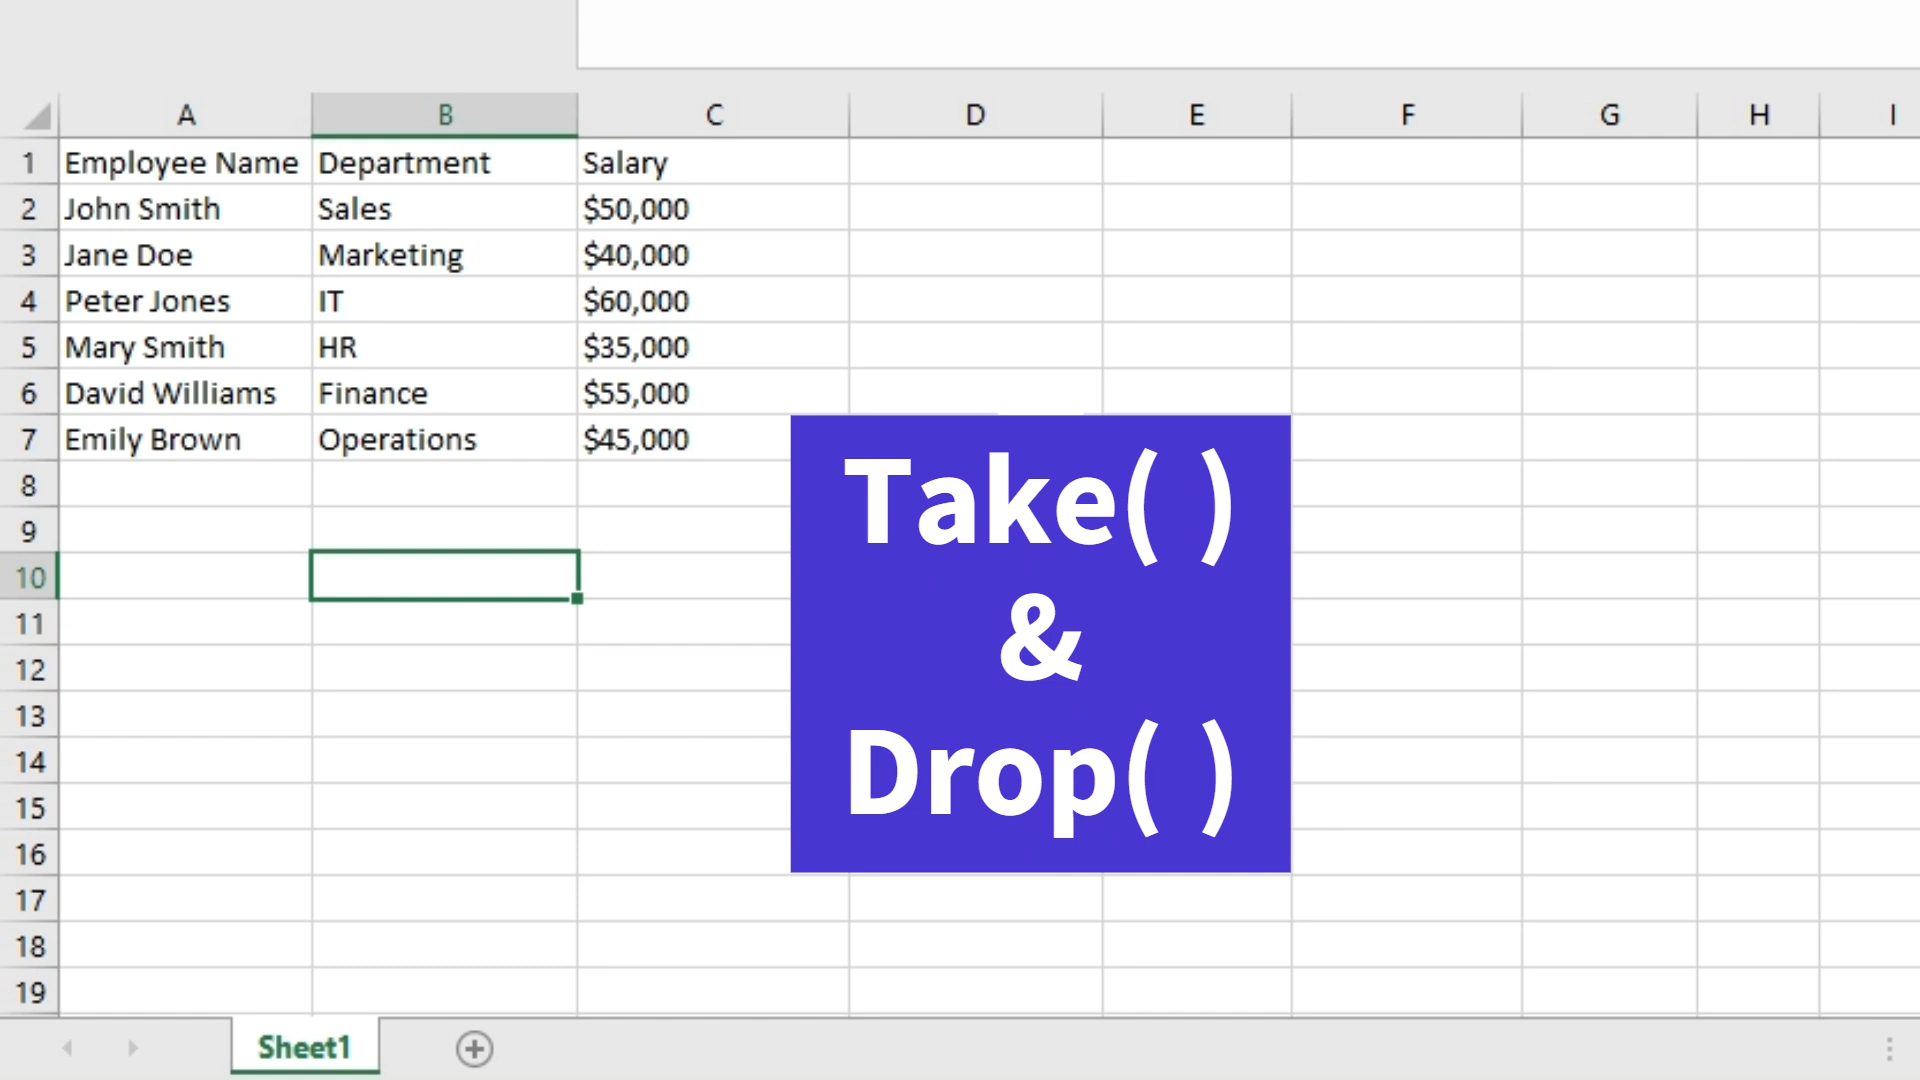 A B C D E F G H I
1 Employee Name Department Salary
2 John Smith Sales $50,000
3 Jane Doe Marketing $40,000
4 Peter Jones IT $60,000
5 Mary Smith HR $35,000
6 David Williams Finance $55,000
7 Emily Brown Operations $45,000
8
9
10
11
12
13
14
15
16
17
18
19
Take( )
&
Drop( )
Sheet1